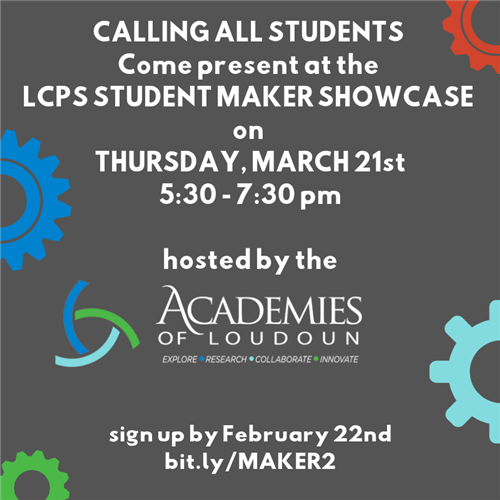 CALLING ALL STUDENTS
Come present at the
LCPS STUDENT MAKER SHOWCASE
on
THURSDAY, MARCH 21st
5:30 - 7:30 pm
hosted by the
ACADEMIES
OF LOUDOUN
EXPLORE • RESEARCH • COLLABORATE • INNOVATE
sign up by February 22nd
bit.ly/MAKER2